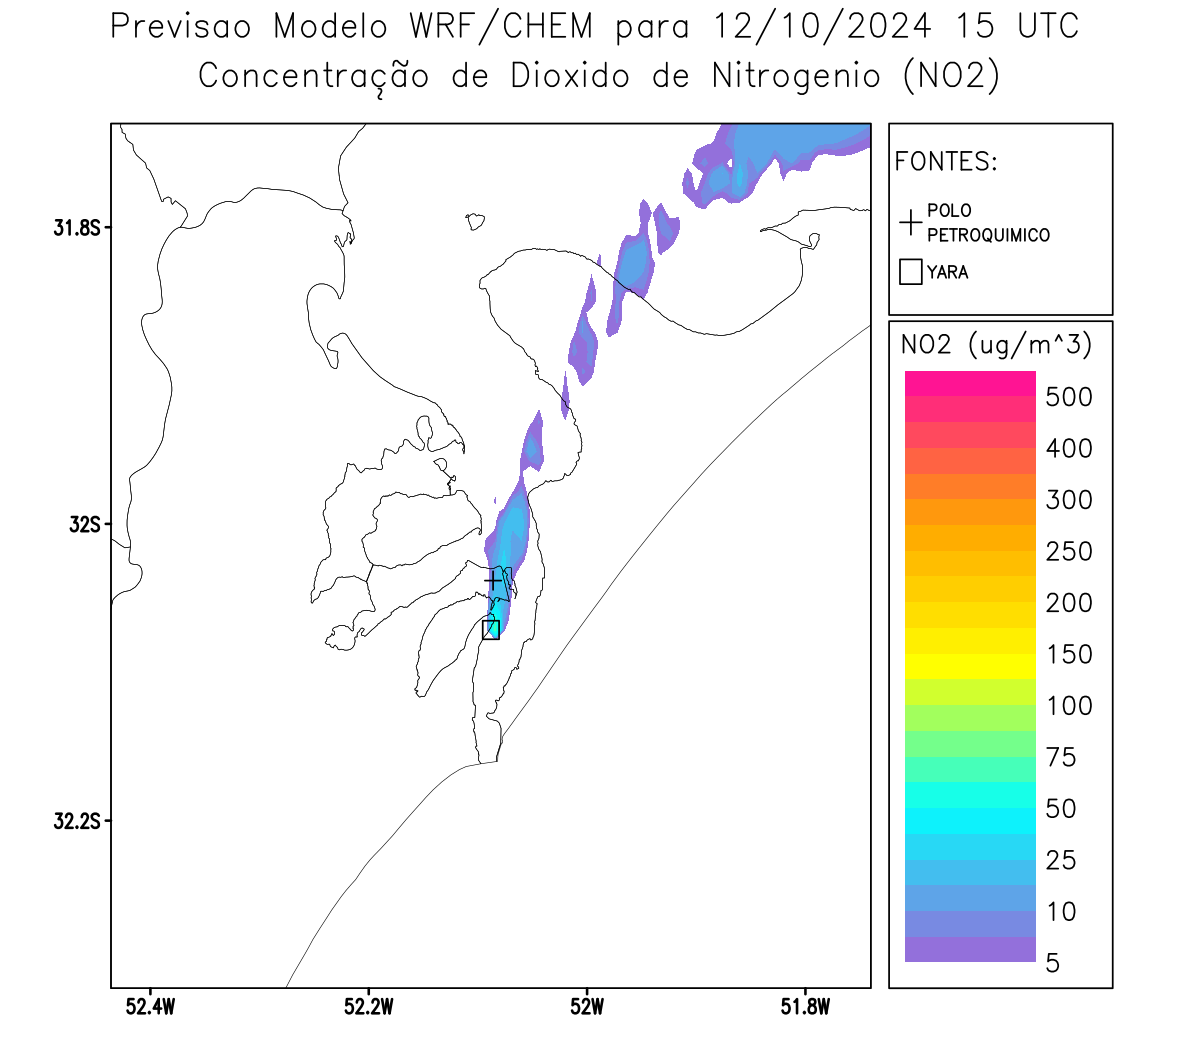 Previsao Modelo WRF/CHEM para 12/10/2024 15 UTC
Concentração de Dioxido de Nitrogenio (NO2)
FONTES:
POLO
PETROQUIMICO
YARA
31.8S
32S
32.2S
52.4W
52.2W
52W
51.8W
NO2 (ug/m^3)
500
400
300
250
200
150
100
75
50
25
10
5